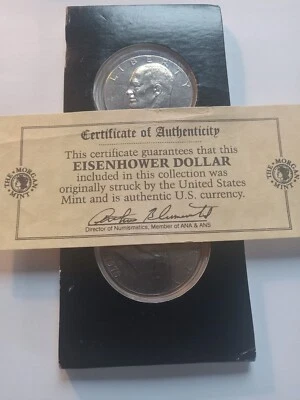 LIBERTY
Certificate of Authenticity
This certificate guarantees that this
EISENHOWER DOLLAR
included in this collection was
originally struck by the United States
Mint and is authentic U.S. currency.
Director of Numismatics, Member of ANA & ANS
THE MORGAN MINT
THE MORGAN MINT